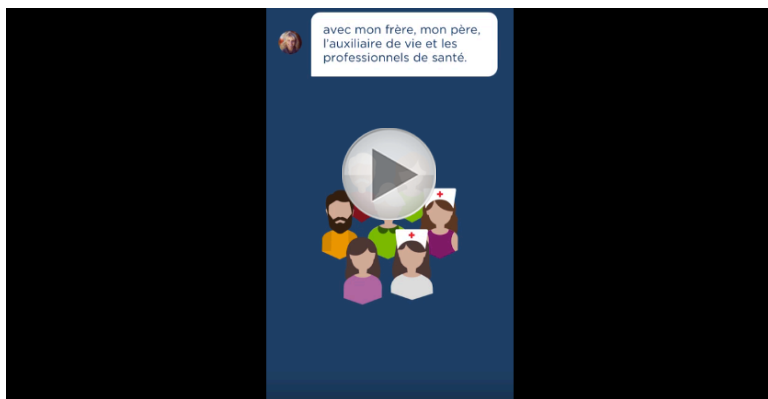 avec mon frère, mon père,
l'auxiliaire de vie et les
professionnels de santé.